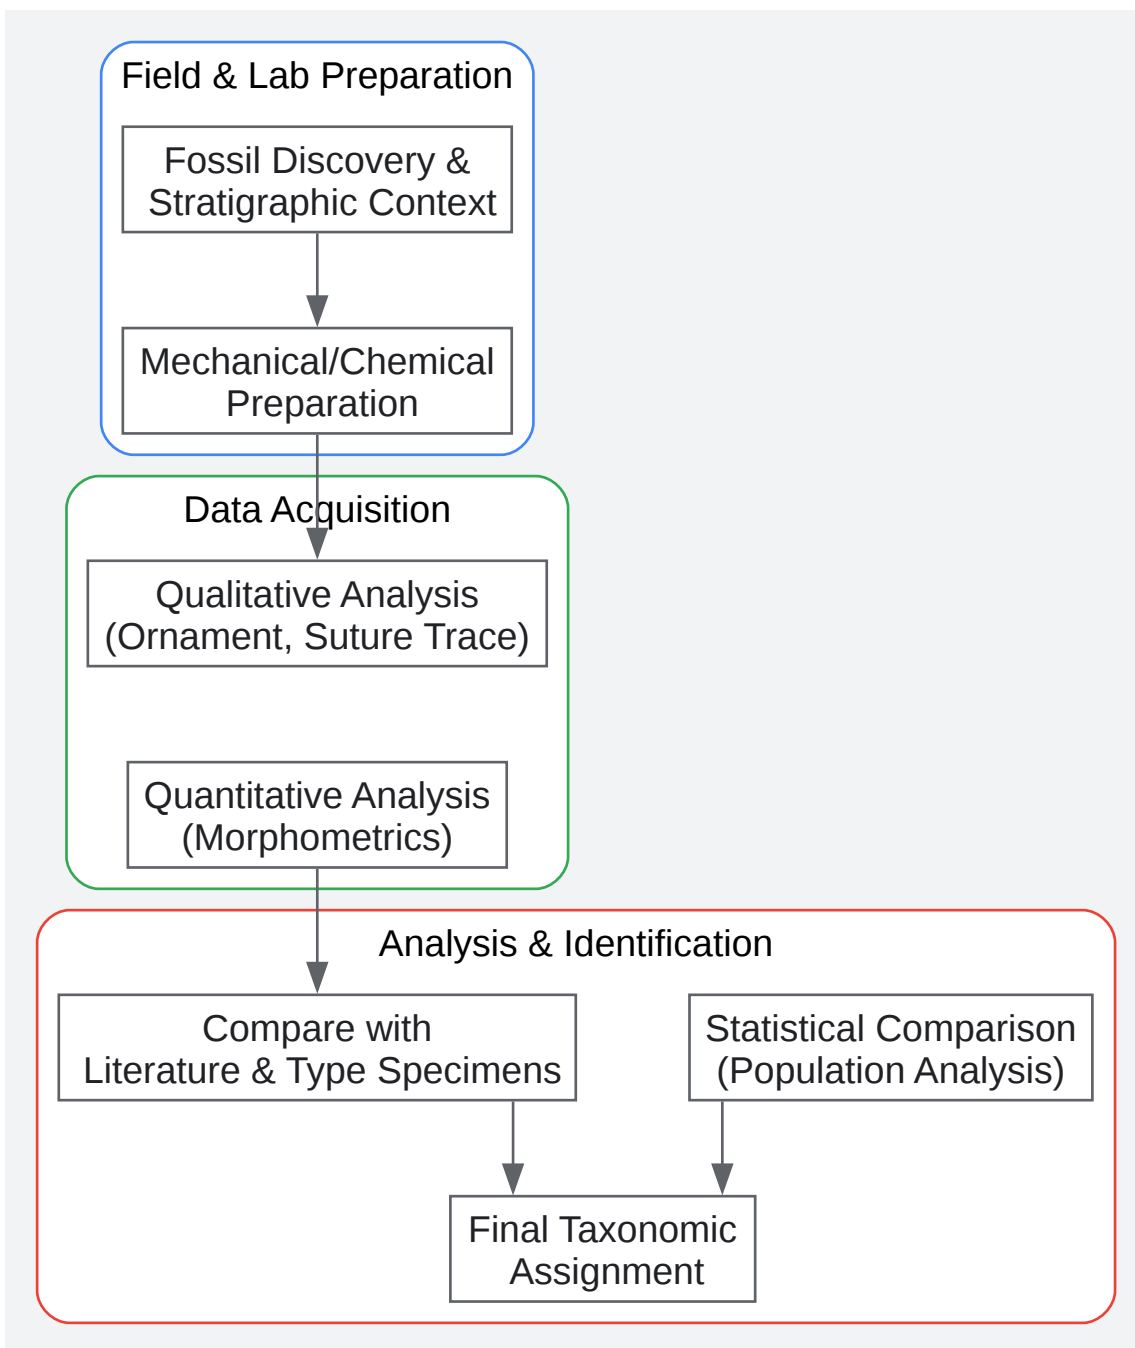 Field & Lab Preparation
Fossil Discovery &
Stratigraphic Context
Mechanical/Chemical
Preparation
Data Acquisition
Qualitative Analysis
(Ornament, Suture Trace)
Quantitative Analysis
(Morphometrics)
Analysis & Identification
Compare with
Literature & Type Specimens
Statistical Comparison
(Population Analysis)
Final Taxonomic
Assignment